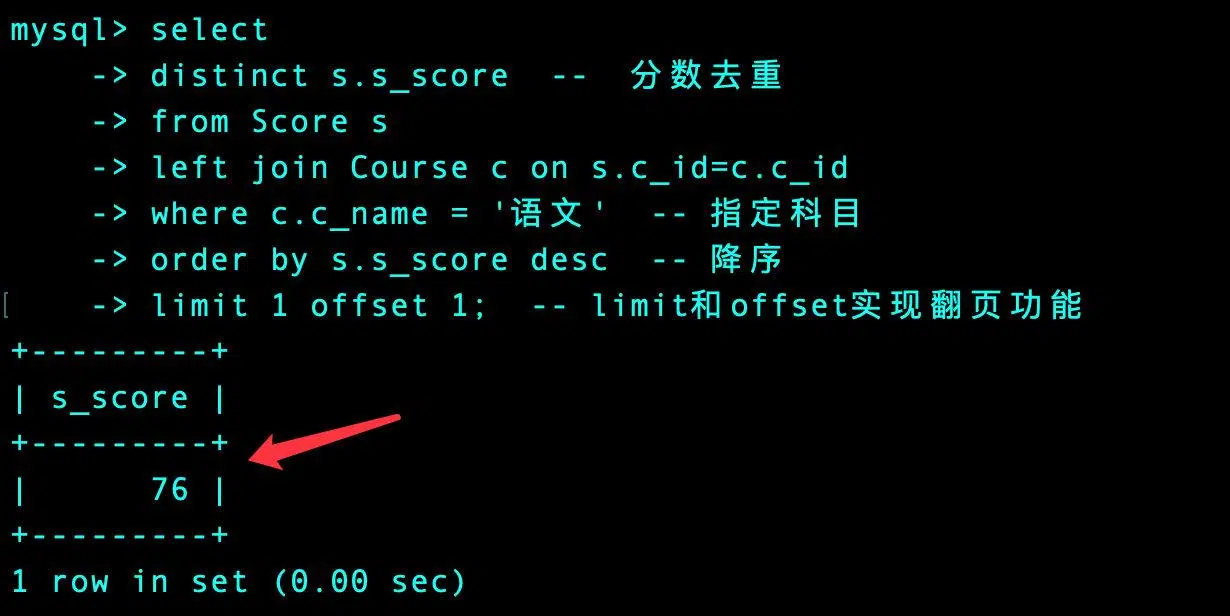 mysql> select
    -> distinct s.s_score  --  分数去重
    -> from Score s
    -> left join Course c on s.c_id=c.c_id
    -> where c.c_name = '语文'  -- 指定科目
    -> order by s.s_score desc  -- 降序
[    -> limit 1 offset 1;  -- limit和offset实现翻页功能
+---------+
| s_score |
+---------+
|      76 |
+---------+
1 row in set (0.00 sec)